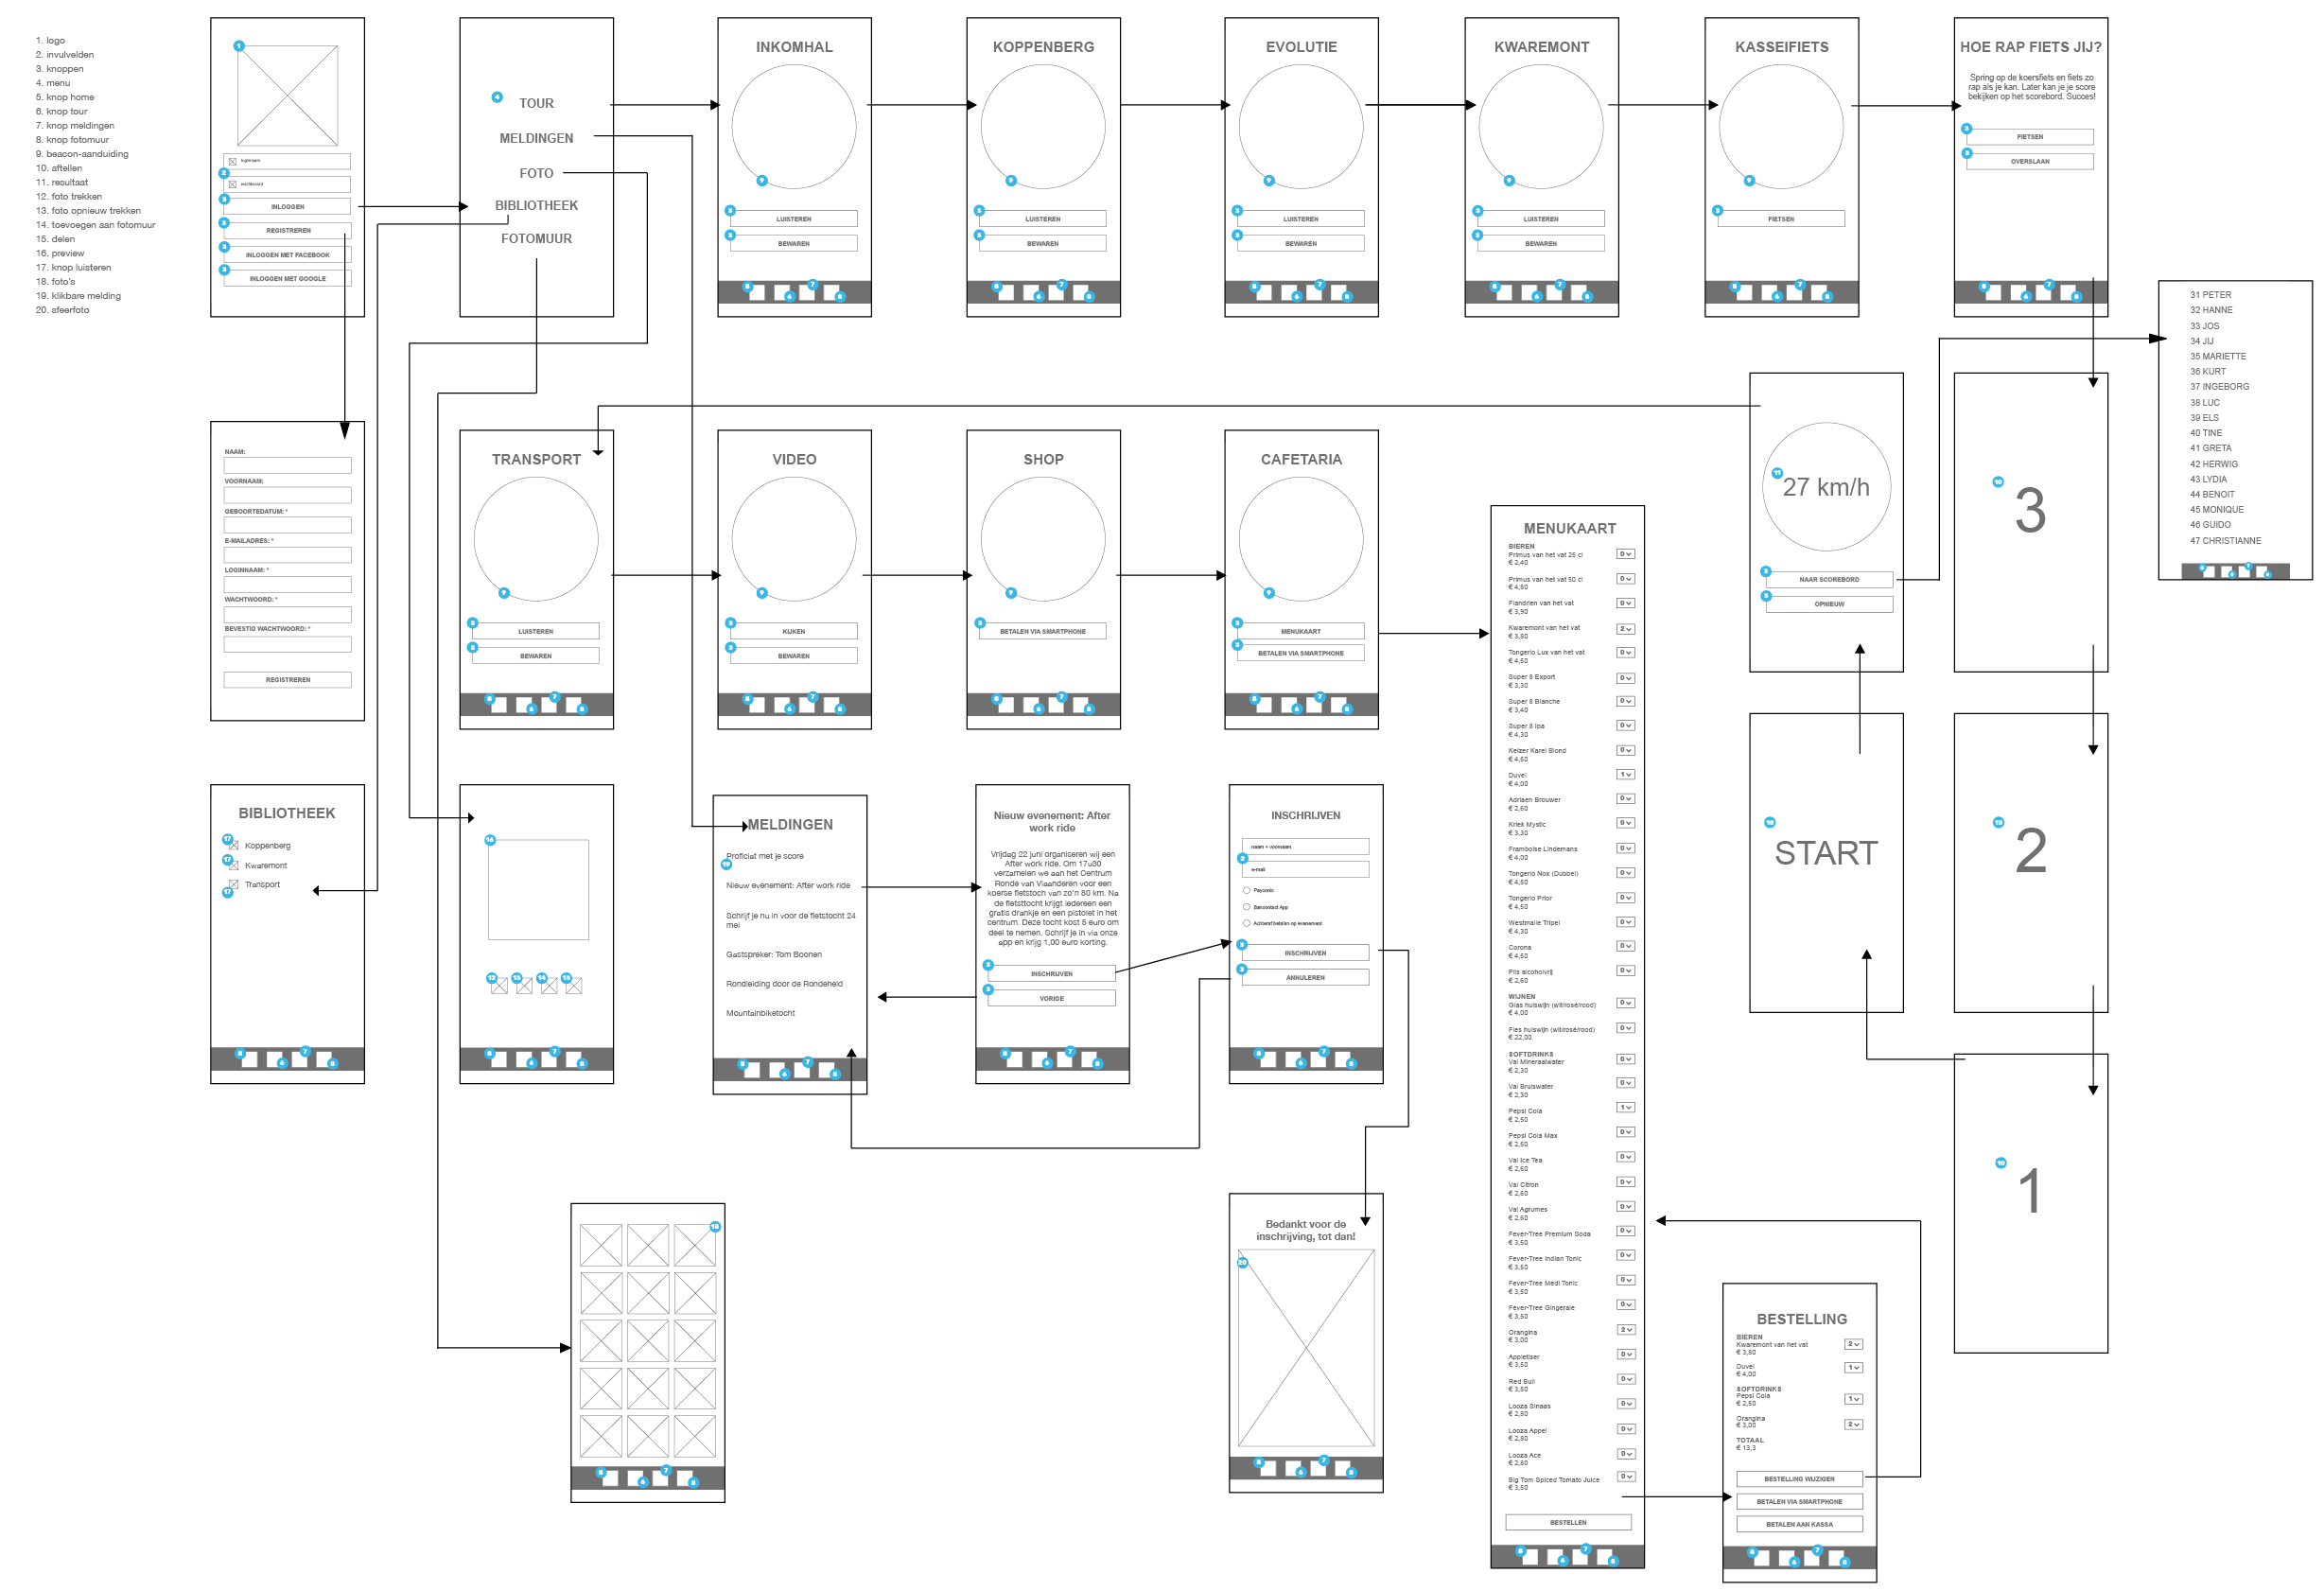 1. logo
2. invulvelden
3. knoppen
4. menu
5. knop home
6. knop tour
7. knop meldingen
8. knop fotomuur
9. beacon-aanduiding
10. aftellen
11. resultaat
12. foto trekken
13. foto opnieuw trekken
14. toevoegen aan fotomuur
15. delen
16. preview
17. knop luisteren
18. foto's
19. klikbare melding
20. sfeerfoto
loginnaam
wachtwoord
INLOGGEN
REGISTREREN
INLOGGEN MET FACEBOOK
INLOGGEN MET GOOGLE
TOUR
MELDINGEN
FOTO
BIBLIOTHEEK
FOTOMUUR
INKOMHAL
LUISTEREN
BEWAREN
KOPPENBERG
LUISTEREN
BEWAREN
EVOLUTIE
LUISTEREN
BEWAREN
KWAREMONT
LUISTEREN
BEWAREN
KASSEIFIETS
FIETSEN
HOE RAP FIETS JIJ?
Spring op de koersfiets en fiets zo
rap als je kan. Later kan je je score
bekijken op het scorebord. Succes!
FIETSEN
OVERSLAAN
31 PETER
32 HANNE
33 JOS
34 JIJ
35 MARIETTE
36 KURT
37 INGEBORG
38 LUC
39 ELS
40 TINE
41 GRETA
42 HERWIG
43 LYDIA
44 BENOIT
45 MONIQUE
46 GUIDO
47 CHRISTIANNE
NAAM:
VOORNAAM:
GEBOORTEDATUM: *
E-MAILADRES: *
LOGINNAAM: *
WACHTWOORD: *
BEVESTIG WACHTWOORD: *
REGISTREREN
TRANSPORT
LUISTEREN
BEWAREN
VIDEO
KIJKEN
BEWAREN
SHOP
BETALEN VIA SMARTPHONE
CAFETARIA
MENUKAART
BETALEN VIA SMARTPHONE
27 km/h
NAAR SCOREBORD
OPNIEUW
3
2
1
START
BIBLIOTHEEK
Koppenberg
Kwaremont
Transport
MELDINGEN
Proficiat met je score
Nieuw evenement: After work ride
Schrijf je nu in voor de fietstocht 24
mei
Gastspreker: Tom Boonen
Rondleiding door de Rondeheld
Mountainbiketocht
Nieuw evenement: After
work ride
Vrijdag 22 juni organiseren wij een
After work ride. Om 17u30
verzamelen we aan het Centrum
Ronde van Vlaanderen voor een
koerse fietstoch van zo'n 80 km. Na
de fietsttocht krijgt iedereen een
gratis drankje en een pistolet in het
centrum. Deze tocht kost 5 euro om
deel te nemen. Schrijf je in via onze
app en krijg 1,00 euro korting.
INSCHRIJVEN
VORIGE
INSCHRIJVEN
Naam + voornaam
e-mail
Payconic
Bancontact App
Achteraf betalen op evenement
INSCHRIJVEN
ANNULEREN
Bedankt voor de
inschrijving, tot dan!
MENUKAART
BIEREN
Primus van het vat 25 cl 0
€ 2,40
Primus van het vat 50 cl 0
€ 4,80
Flandrien van het vat 0
€ 3,90
Kwaremont van het vat 2
€ 3,80
Tongerlo Lux van het vat 0
€ 4,50
Super 8 Export 0
€ 3,30
Super 8 Blanche 0
€ 3,40
Super 8 Ipa 0
€ 4,30
Keizer Karel Blond 0
€ 4,50
Duvel 1
€ 4,00
Adriaen Brouwer 0
€ 2,60
Kriek Mystic 0
€ 3,30
Framboise Lindemans 0
€ 4,00
Tongerlo Nox (Dubbel) 0
€ 4,50
Tongerlo Prior 0
€ 4,50
Westmalle Tripel 0
€ 4,30
Corona 0
€ 4,50
Pils alcoholvrij 0
€ 2,60
WIJNEN
Glas huiswijn (wit/rosé/rood) 0
€ 4,00
Fles huiswijn (wit/rosé/rood) 0
€ 22,00
SOFTDRINKS
Val Mineraalwater 0
€ 2,30
Val Bruiswater 0
€ 2,30
Pepsi Cola 1
€ 2,50
Pepsi Cola Max 0
€ 2,50
Val Ice Tea 0
€ 2,60
Val Citron 0
€ 2,60
Val Agrumes 0
€ 2,60
Fever-Tree Premium Soda 0
€ 3,50
Fever-Tree Indian Tonic 0
€ 3,50
Fever-Tree Medi Tonic 0
€ 3,50
Fever-Tree Gingerale 0
€ 3,50
Orangina 2
€ 3,00
Appletiser 0
€ 3,50
Red Bull 0
€ 3,50
Looza Sinaas 0
€ 2,80
Looza Appel 0
€ 2,80
Looza Ace 0
€ 2,80
Big Tom Spiced Tomato Juice 0
€ 3,50
BESTELLEN
BESTELLING
BIEREN
Kwaremont van het vat 2
€ 3,80
Duvel 1
€ 4,00
SOFTDRINKS
Pepsi Cola 1
€ 2,50
Orangina 2
€ 3,00
TOTAAL
€ 13,3
BESTELLING WIJZIGEN
BETALEN VIA SMARTPHONE
BETALEN AAN KASSA